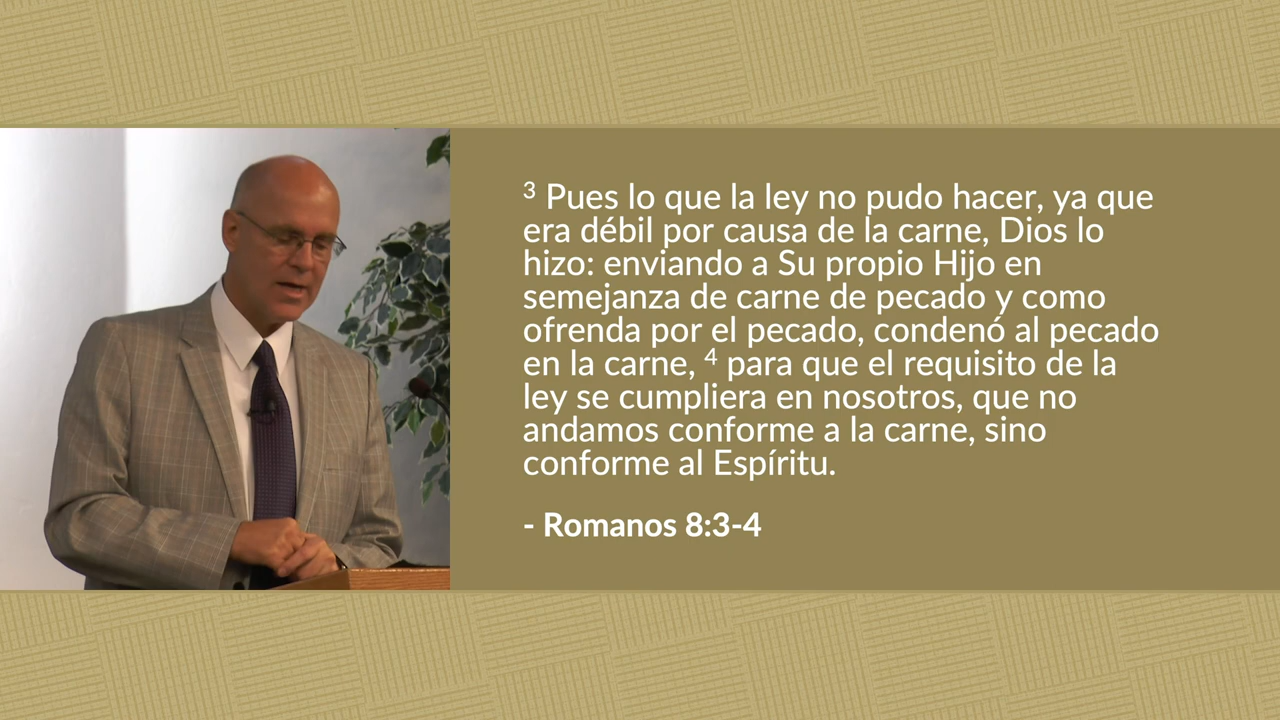 3 Pues lo que la ley no pudo hacer, ya que
era débil por causa de la carne, Dios lo
hizo: enviando a Su propio Hijo en
semejanza de carne de pecado y como
ofrenda por el pecado, condenó al pecado
en la carne, 4 para que el requisito de la
ley se cumpliera en nosotros, que no
andamos conforme a la carne, sino
conforme al Espíritu.
- Romanos 8:3-4